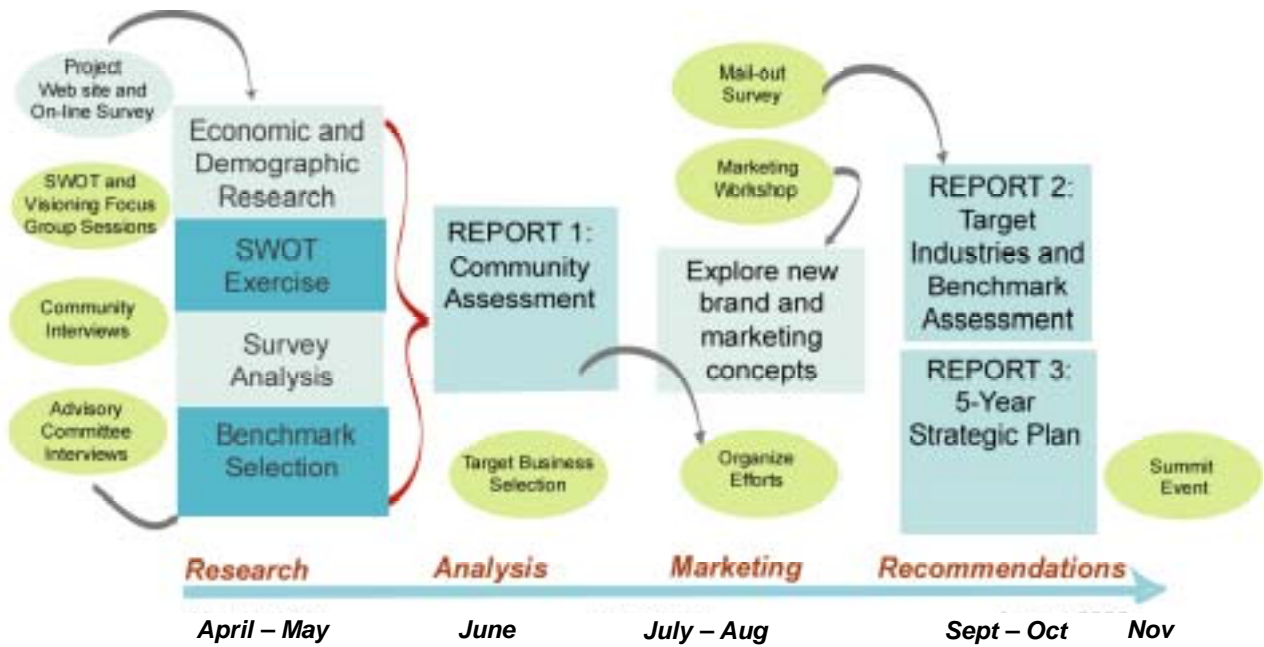 Project
Web site and
On-line Survey
SWOT and
Visioning Focus
Group Sessions
Community
Interviews
Advisory
Committee
Interviews
Economic and
Demographic
Research
SWOT
Exercise
Survey
Analysis
Benchmark
Selection
REPORT 1:
Community
Assessment
Target Business
Selection
Mail-out
Survey
Marketing
Workshop
Explore new
brand and
marketing
concepts
Organize
Efforts
REPORT 2:
Target
Industries and
Benchmark
Assessment
REPORT 3:
5-Year
Strategic Plan
Summit
Event
Research Analysis Marketing Recommendations
April – May June July – Aug Sept – Oct Nov